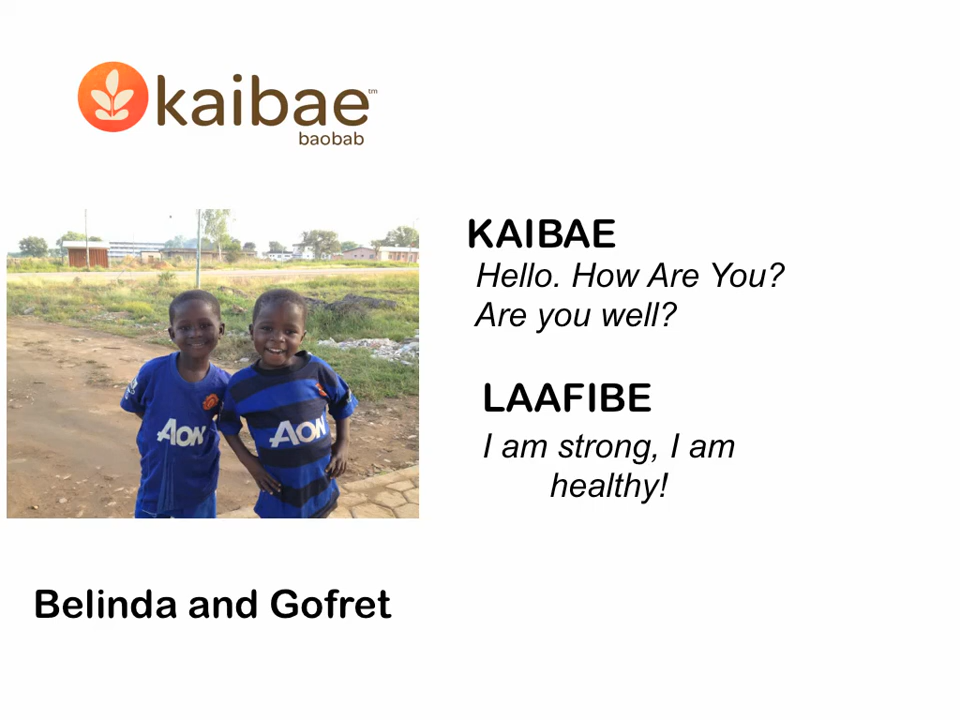 kaibae™
baobab
KAIBAE
Hello. How Are You?
Are you well?
AON
AON
LAAFIBE
I am strong, I am
healthy!
Belinda and Gofret